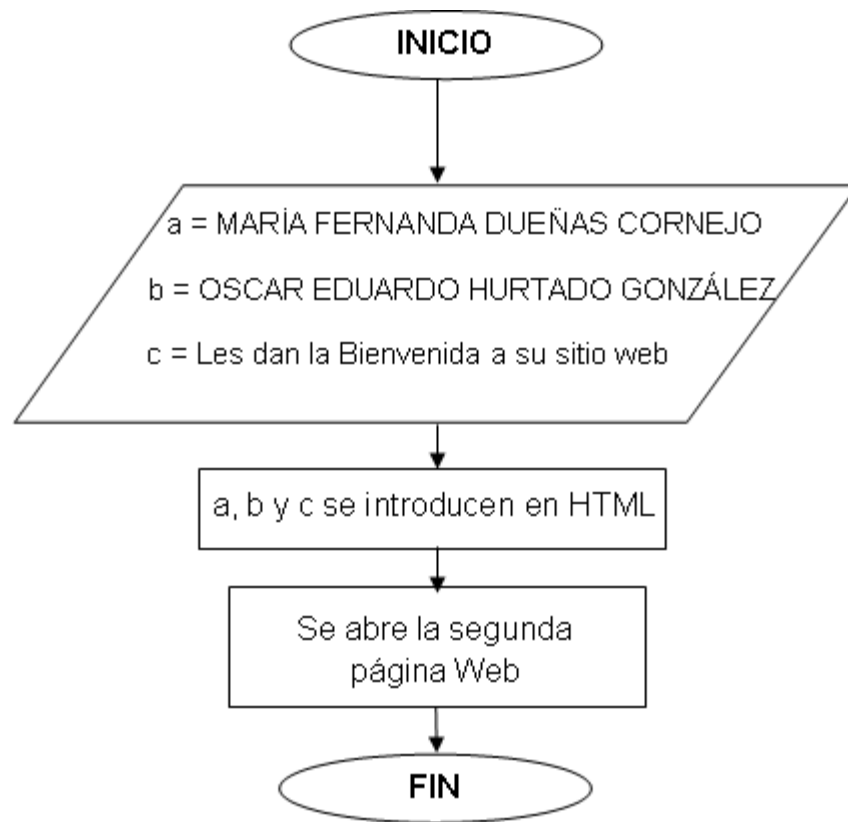 INICIO
a = MARÍA FERNANDA DUEÑAS CORNEJO
b = OSCAR EDUARDO HURTADO GONZÁLEZ
c = Les dan la Bienvenida a su sitio web
a, b y c se introducen en HTML
Se abre la segunda
página Web
FIN